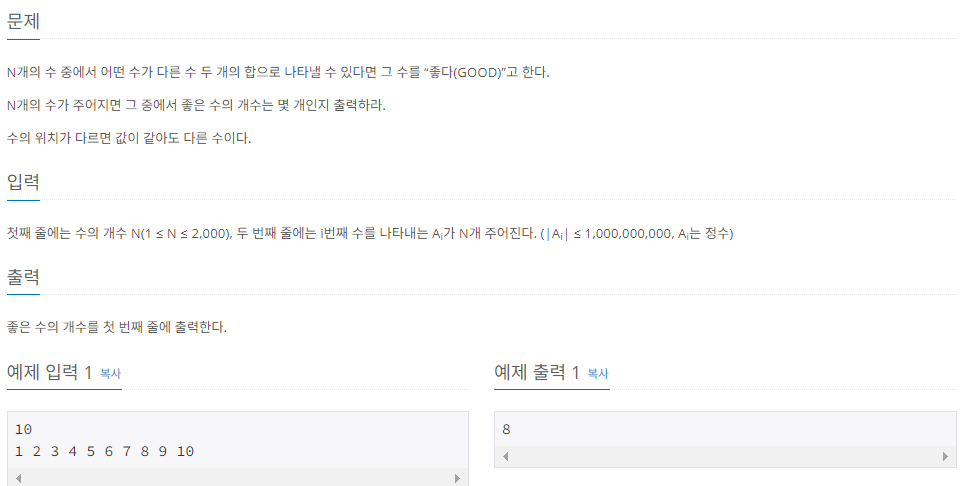 문제
N개의 수 중에서 어떤 수가 다른 수 두 개의 합으로 나타낼 수 있다면 그 수를 “좋다(GOOD)”고 한다.
N개의 수가 주어지면 그 중에서 좋은 수의 개수는 몇 개인지 출력하라.
수의 위치가 다르면 값이 같아도 다른 수이다.
입력
첫째 줄에는 수의 개수 N(1 ≤ N ≤ 2,000), 두 번째 줄에는 i번째 수를 나타내는 Aᵢ가 N개 주어진다. (|Aᵢ| ≤ 1,000,000,000, Aᵢ는 정수)
출력
좋은 수의 개수를 첫 번째 줄에 출력한다.
예제 입력 1 복사
10
1 2 3 4 5 6 7 8 9 10
예제 출력 1 복사
8